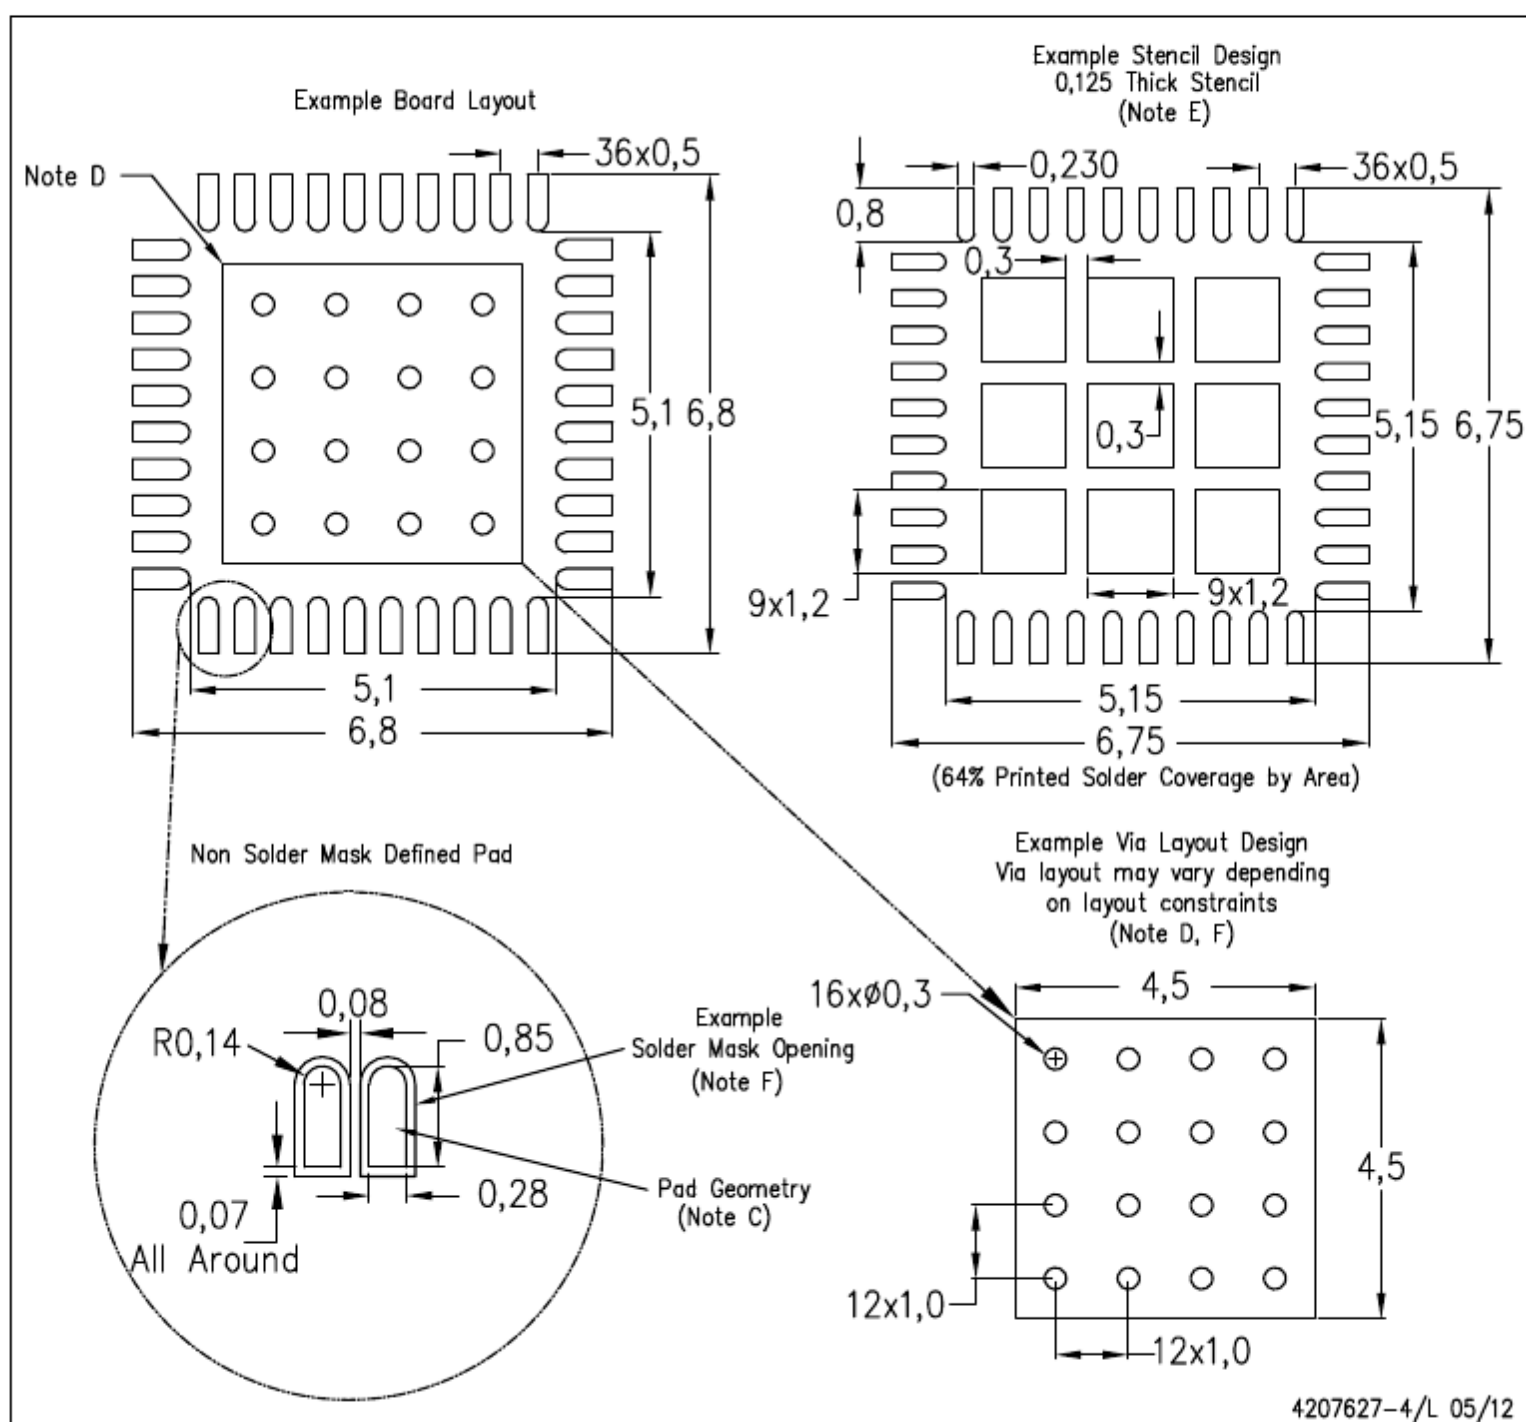 Example Board Layout
Note D
36x0,5
5,1
6,8
5,1
6,8
Example Stencil Design
0,125 Thick Stencil
(Note E)
0,230
36x0,5
0,8
0,3
0,3
5,15
6,75
9x1,2
9x1,2
5,15
6,75
(64% Printed Solder Coverage by Area)
Non Solder Mask Defined Pad
0,08
R0,14
0,85
Example
Solder Mask Opening
(Note F)
0,28
Pad Geometry
(Note C)
0,07
All Around
Example Via Layout Design
Via layout may vary depending
on layout constraints
(Note D, F)
16xø0,3
4,5
4,5
12x1,0
12x1,0
4207627-4/L 05/12